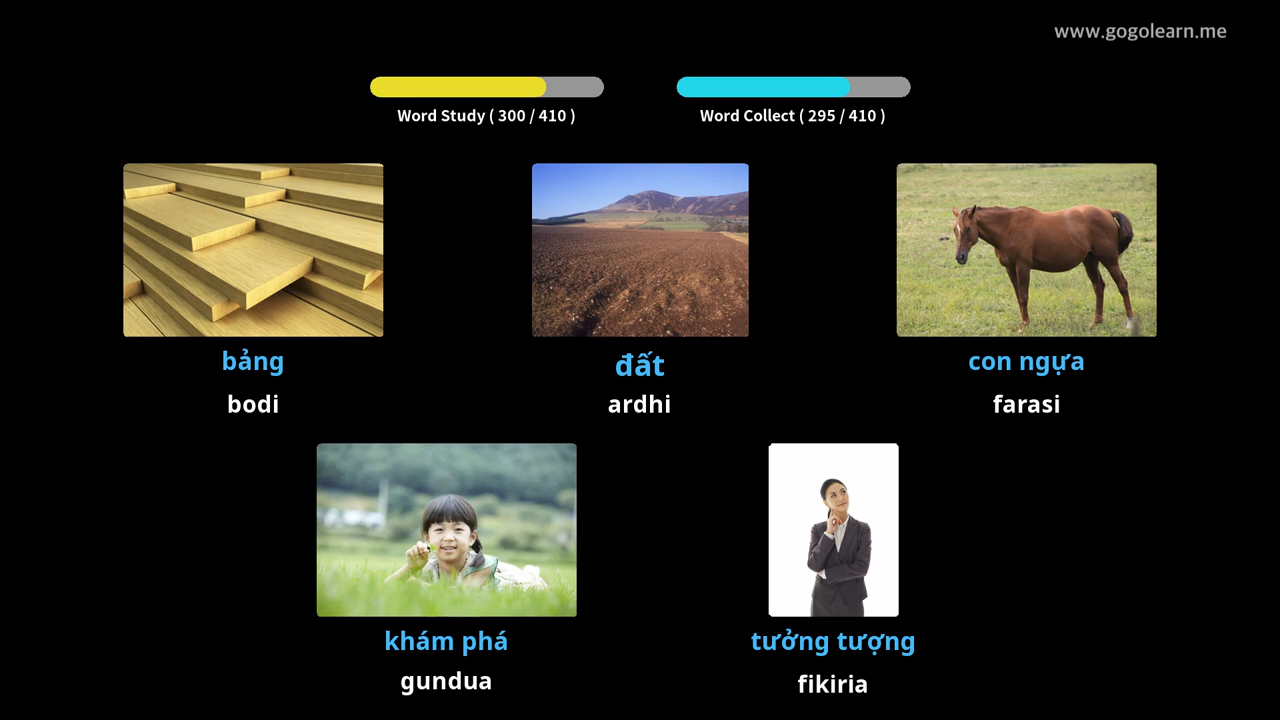 www.gogolearn.me
Word Study ( 300 / 410 )
Word Collect ( 295 / 410 )
bảng
bodi
đất
ardhi
con ngựa
farasi
khám phá
gundua
tưởng tượng
fikiria